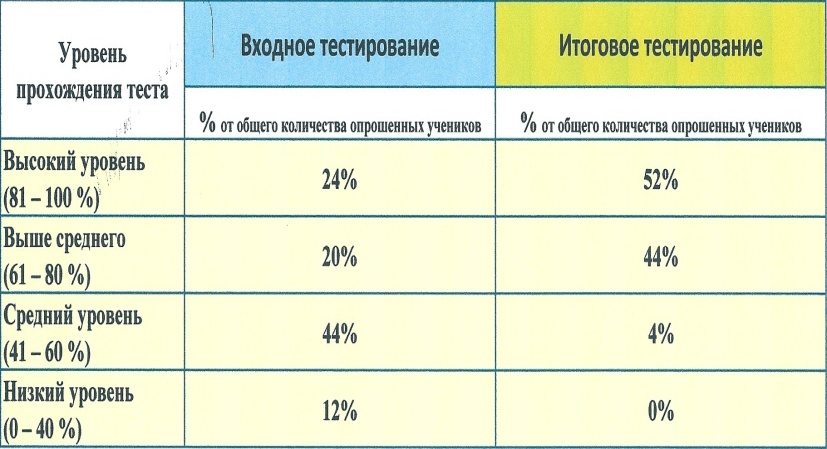 Уровень
прохождения теста
Входное тестирование
Итоговое тестирование
% от общего количества опрошенных учеников
% от общего количества опрошенных учеников
Высокий уровень
(81 – 100 %)
24%
52%
Выше среднего
(61 – 80 %)
20%
44%
Средний уровень
(41 – 60 %)
44%
4%
Низкий уровень
(0 – 40 %)
12%
0%